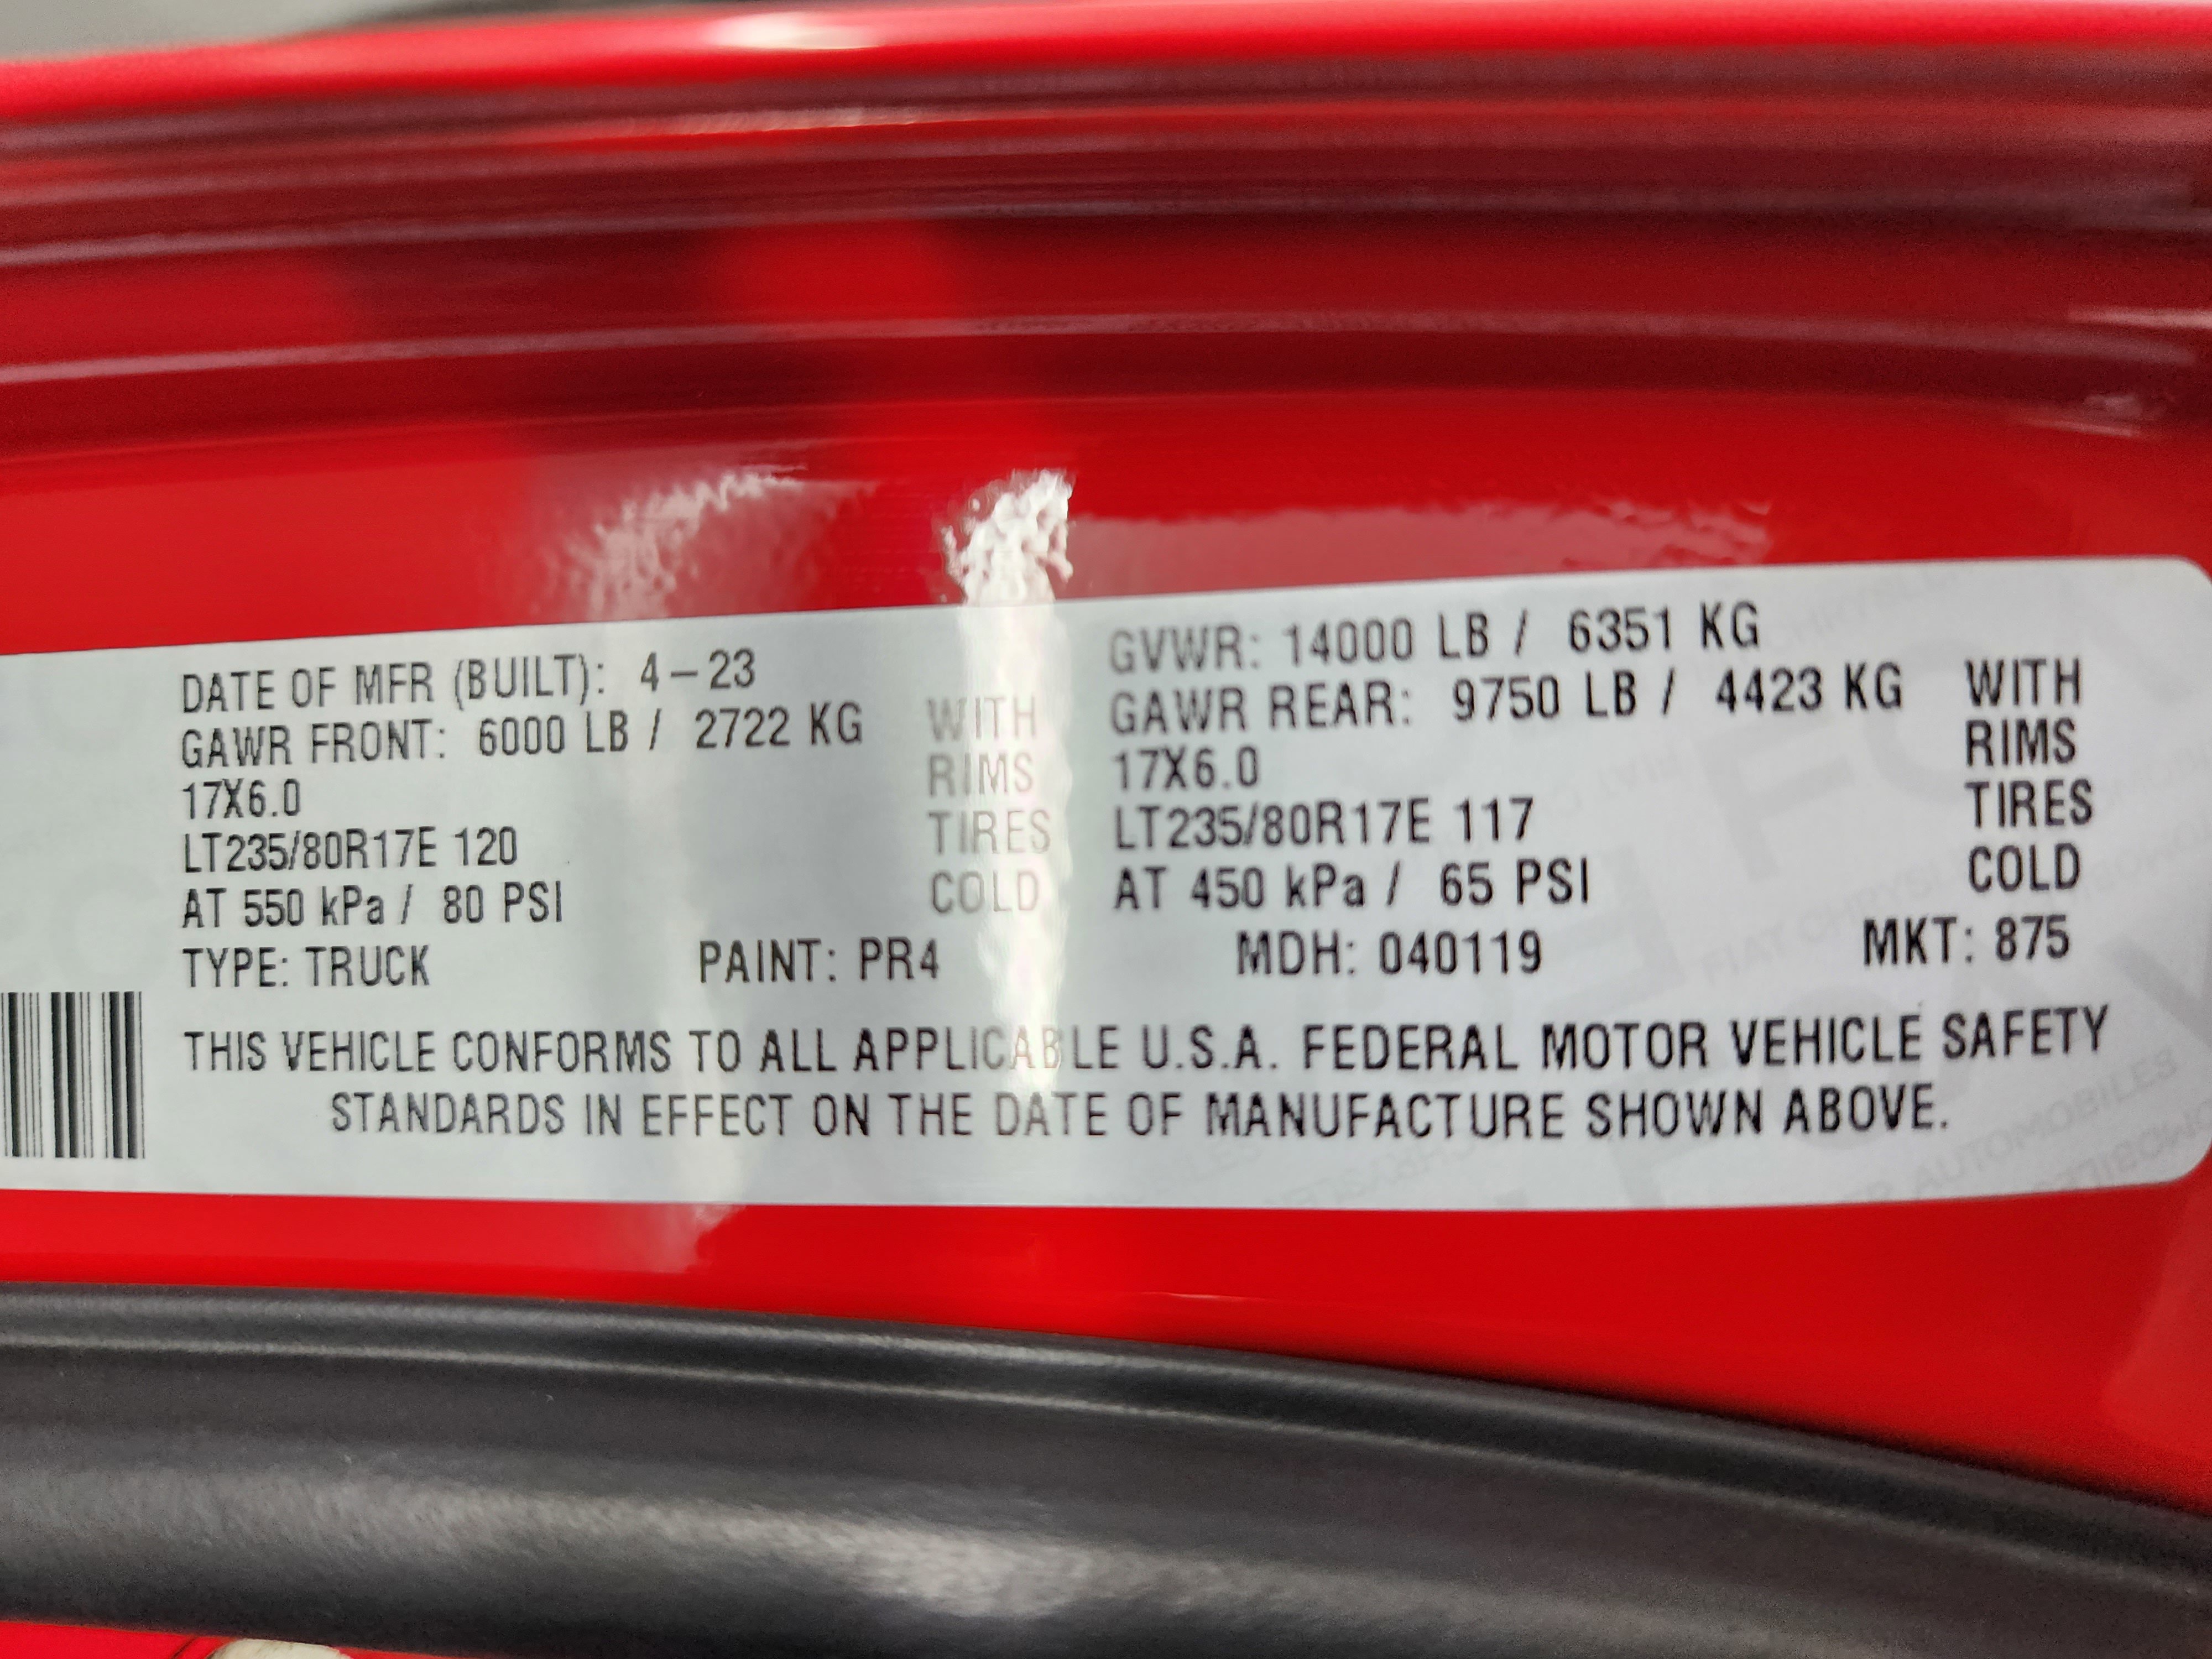 DATE OF MFR (BUILT): 4-23
GVWR: 14000 LB / 6351 KG
GAWR FRONT: 6000 LB / 2722 KG WITH
GAWR REAR: 9750 LB / 4423 KG WITH
17X6.0 RIMS
17X6.0 RIMS
LT235/80R17E 120 TIRES
LT235/80R17E 117 TIRES
AT 550 kPa / 80 PSI COLD
AT 450 kPa / 65 PSI COLD
TYPE: TRUCK PAINT: PR4 MDH: 040119 MKT: 875
THIS VEHICLE CONFORMS TO ALL APPLICABLE U.S.A. FEDERAL MOTOR VEHICLE SAFETY
STANDARDS IN EFFECT ON THE DATE OF MANUFACTURE SHOWN ABOVE.